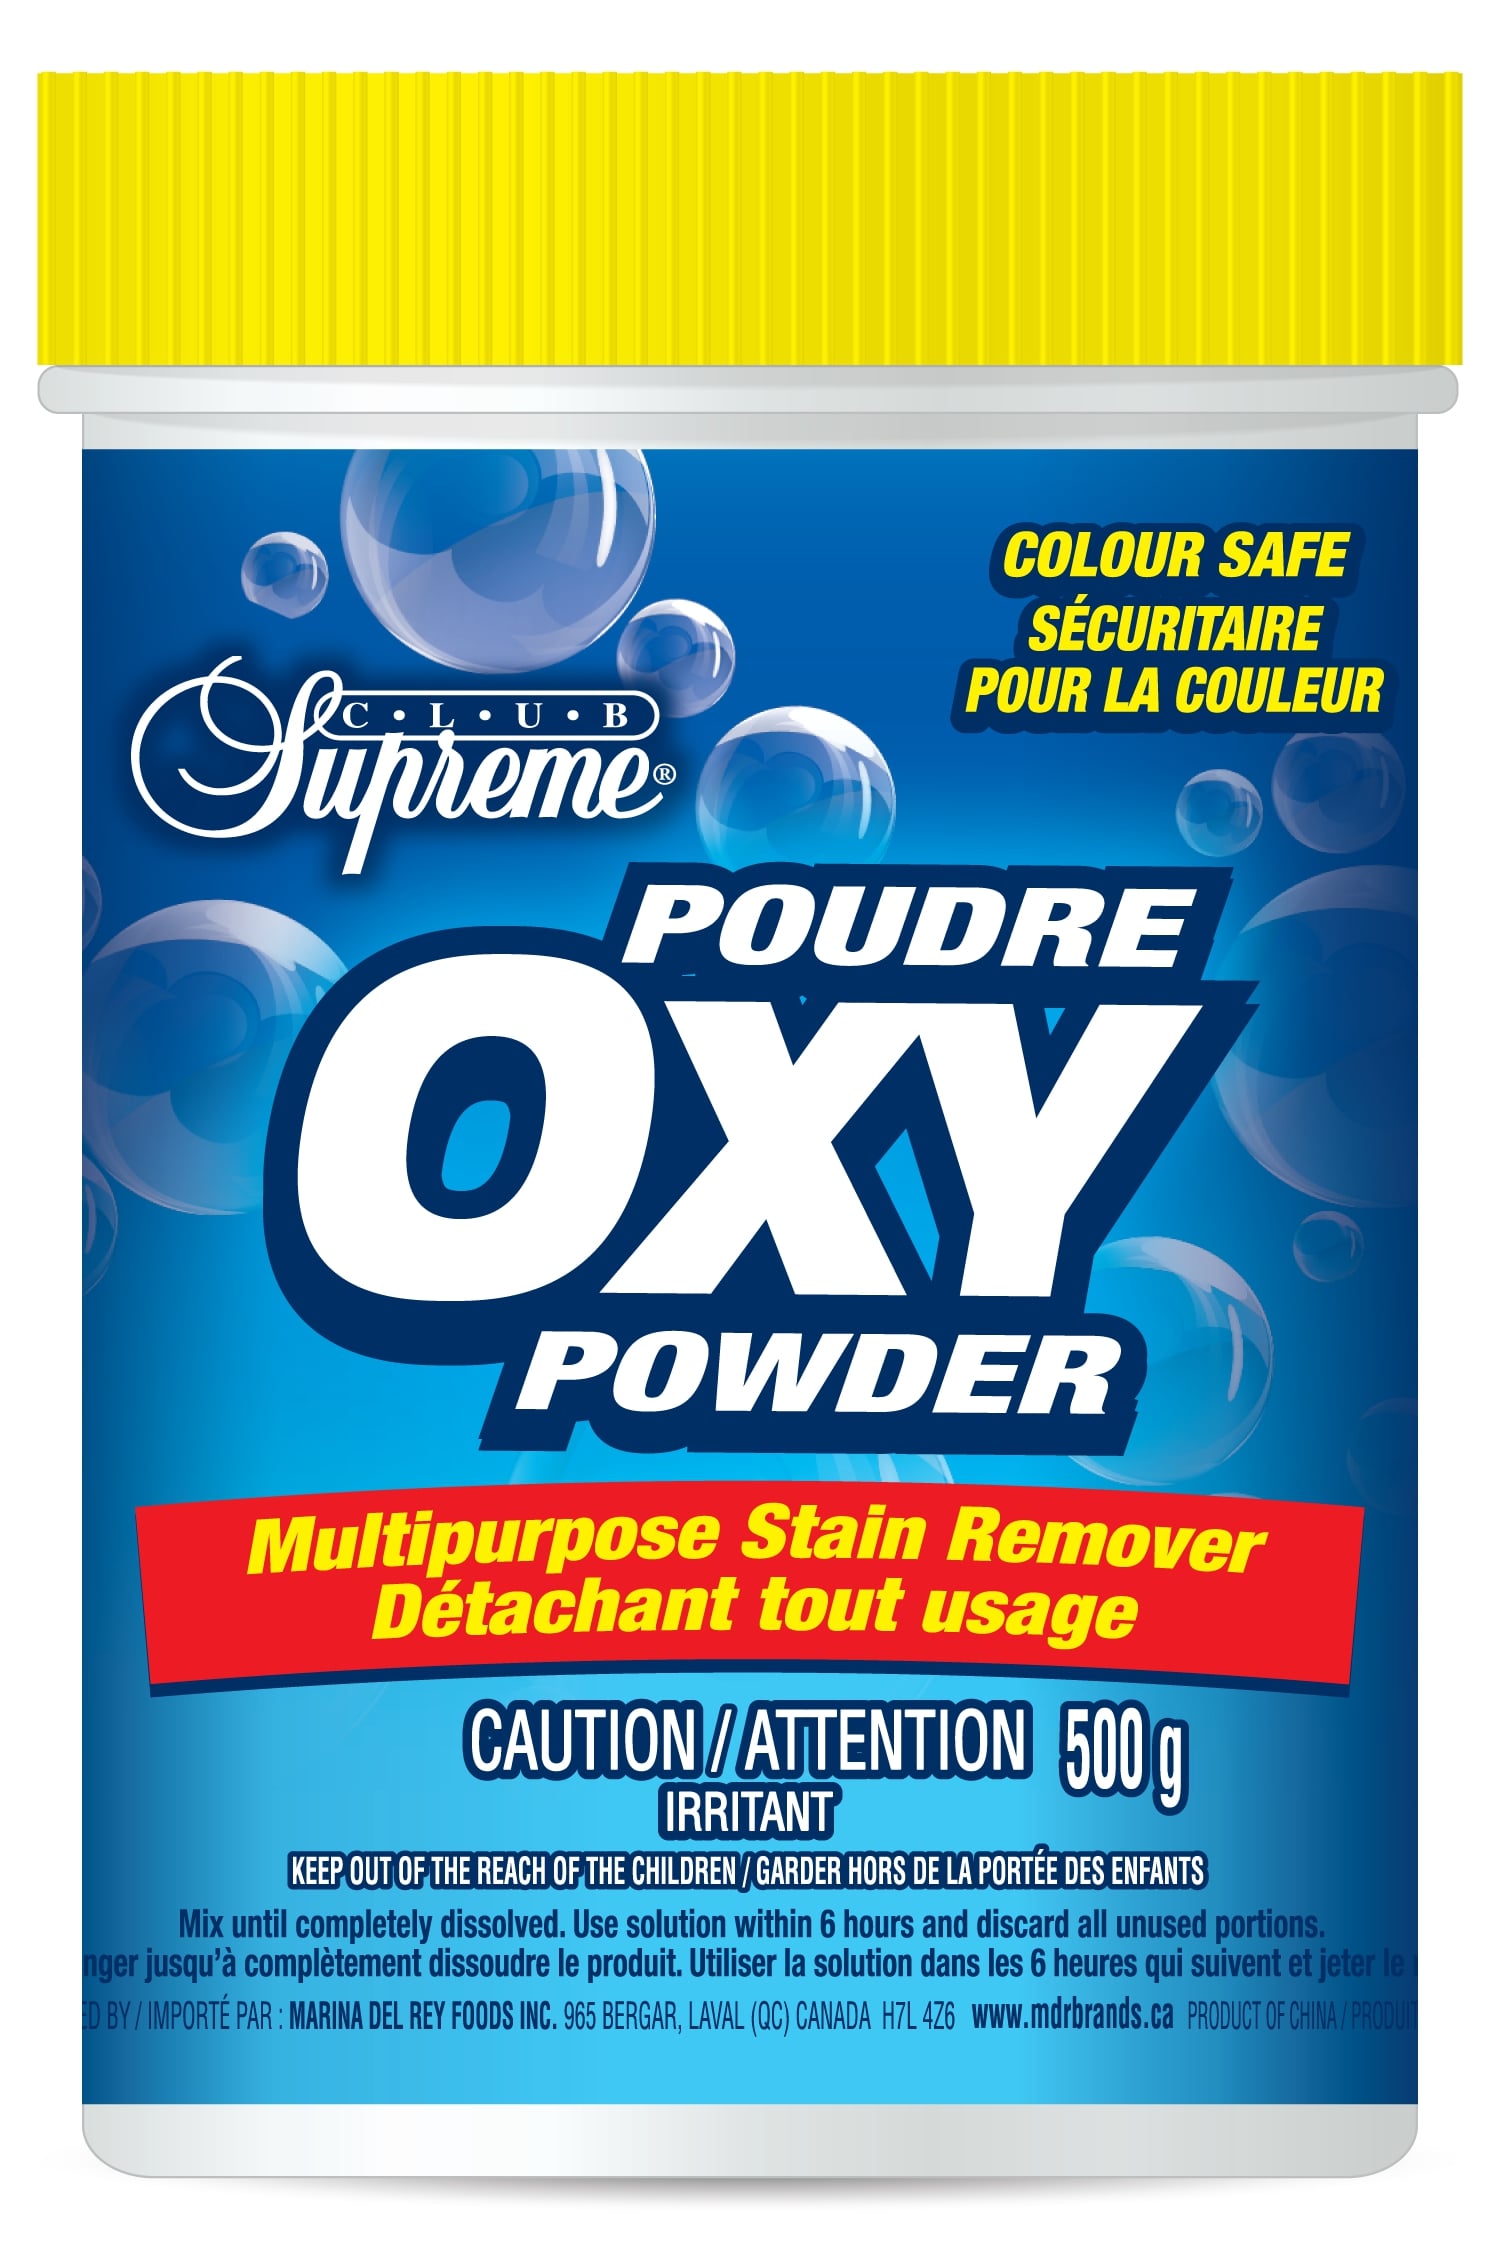 COLOUR SAFE
SÉCURITAIRE
POUR LA COULEUR
C·L·U·B
Supreme®
POUDRE
OXY
POWDER
Multipurpose Stain Remover
Détachant tout usage
CAUTION / ATTENTION 500 g
IRRITANT
KEEP OUT OF THE REACH OF THE CHILDREN / GARDER HORS DE LA PORTÉE DES ENFANTS
Mix until completely dissolved. Use solution within 6 hours and discard all unused portions.
jusqu'à complètement dissoudre le produit. Utiliser la solution dans les 6 heures qui suivent et jeter le
BY / IMPORTÉ PAR : MARINA DEL REY FOODS INC. 965 BERGAR, LAVAL (QC) CANADA H7L 4Z6 www.mdrbrands.ca PRODUCT OF CHINA /